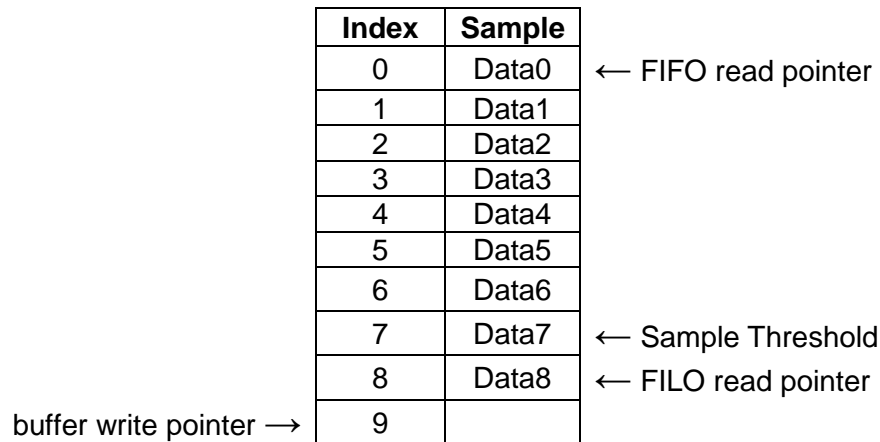 Index Sample
0 Data0 ← FIFO read pointer
1 Data1
2 Data2
3 Data3
4 Data4
5 Data5
6 Data6
7 Data7 ← Sample Threshold
8 Data8 ← FILO read pointer
buffer write pointer → 9